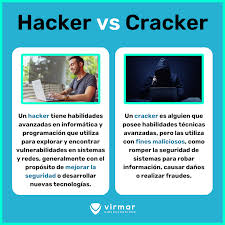 Hacker vs Cracker
Un hacker tiene habilidades
avanzadas en informática y
programación que utiliza
para explorar y encontrar
vulnerabilidades en sistemas
y redes, generalmente con el
propósito de mejorar la
seguridad o desarrollar
nuevas tecnologías.
Un cracker es alguien que
posee habilidades técnicas
avanzadas, pero las utiliza
con fines maliciosos, como
romper la seguridad de
sistemas para robar
información, causar daños
o realizar fraudes.
virmor